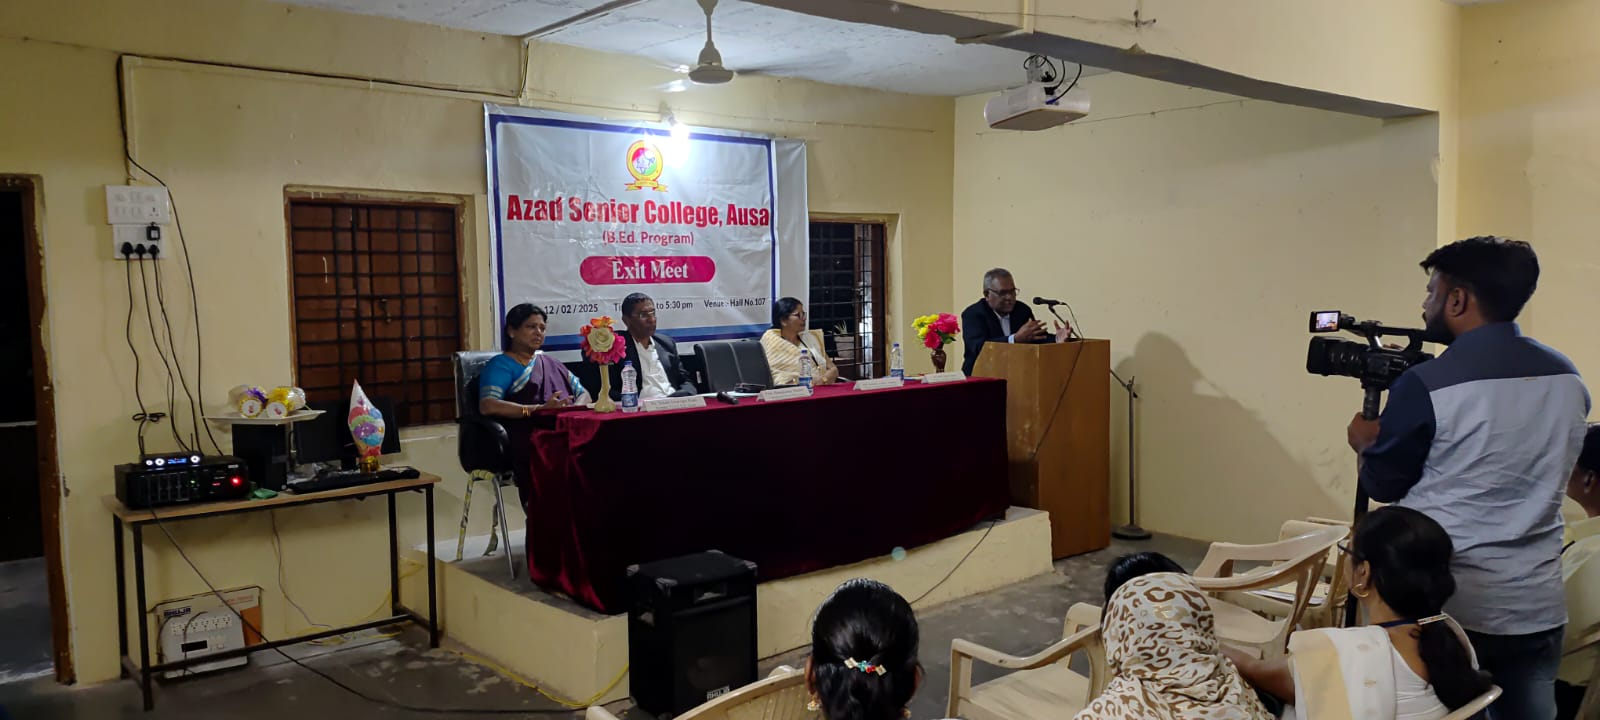 Azad Senior College, Ausa
(B.Ed. Program)
Exit Meet
12 / 02 / 2025
to 5:30 pm
Venue :- Hall No.107
AHUJA